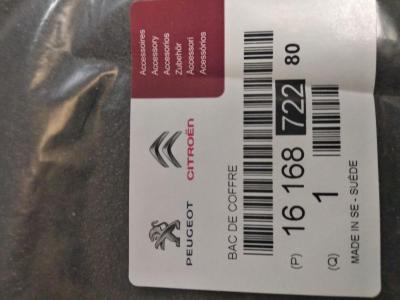 Accessoires
Accessory
Accesorios
Zubehör
Accessori
Acessórios
PEUGEOT CITROËN
BAC DE COFFRE
(P) 16 168 722 80
(Q) 1
MADE IN SE - SUÈDE